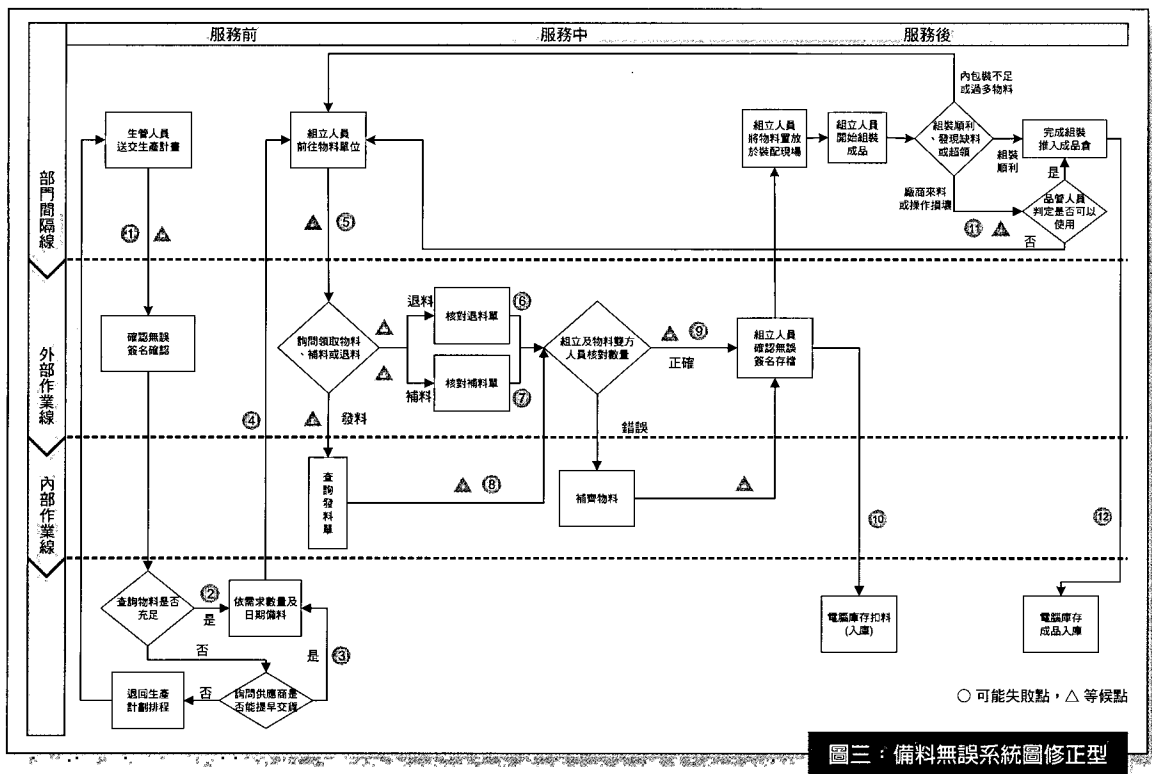 服務前
服務中
服務後
部門間隔線
外部作業線
內部作業線
生管人員
送交生產計畫
①
組立人員
前往物料單位
⑤
組立人員
將物料置放
於裝配現場
組立人員
開始組裝
成品
內包裝不足
或過多物料
組裝順利
、發現缺料
或超領
組裝
順利
完成組裝
推入成品倉
是
廠商來料
或操作損壞
⑪
品管人員
判定是否可以
使用
否
確認無誤
簽名確認
④
詢問領取物料
、補料或退料
退料
核對退料單
⑥
補料
核對補料單
⑦
發料
組立及物料雙方
人員核對數量
⑨
正確
錯誤
組立人員
確認無誤
簽名存檔
查
詢
發
料
單
⑧
補齊物料
⑩
⑫
查詢物料是否
充足
②
是
依需求數量及
日期備料
否
是
③
退回生產
計劃排程
否
詢問供應商是
否能提早交貨
電腦庫存扣料
(入庫)
電腦庫存
成品入庫
○ 可能失敗點，△ 等候點
圖三：備料無誤系統圖修正型